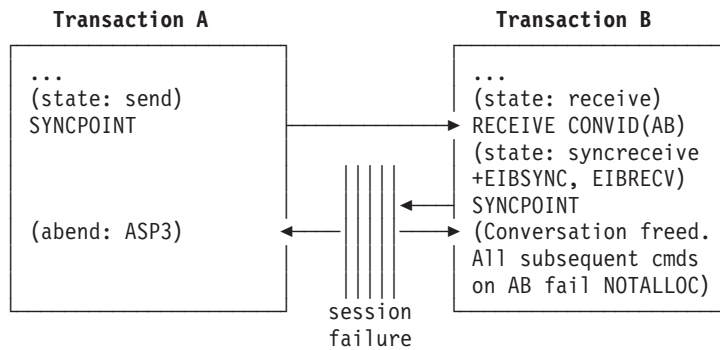 Transaction A
...
(state: send)
SYNCPOINT
(abend: ASP3)
Transaction B
...
(state: receive)
RECEIVE CONVID(AB)
(state: syncreceive
+EIBSYNC, EIBRECV)
SYNCPOINT
(Conversation freed.
All subsequent cmds
on AB fail NOTALLOC)
session
failure